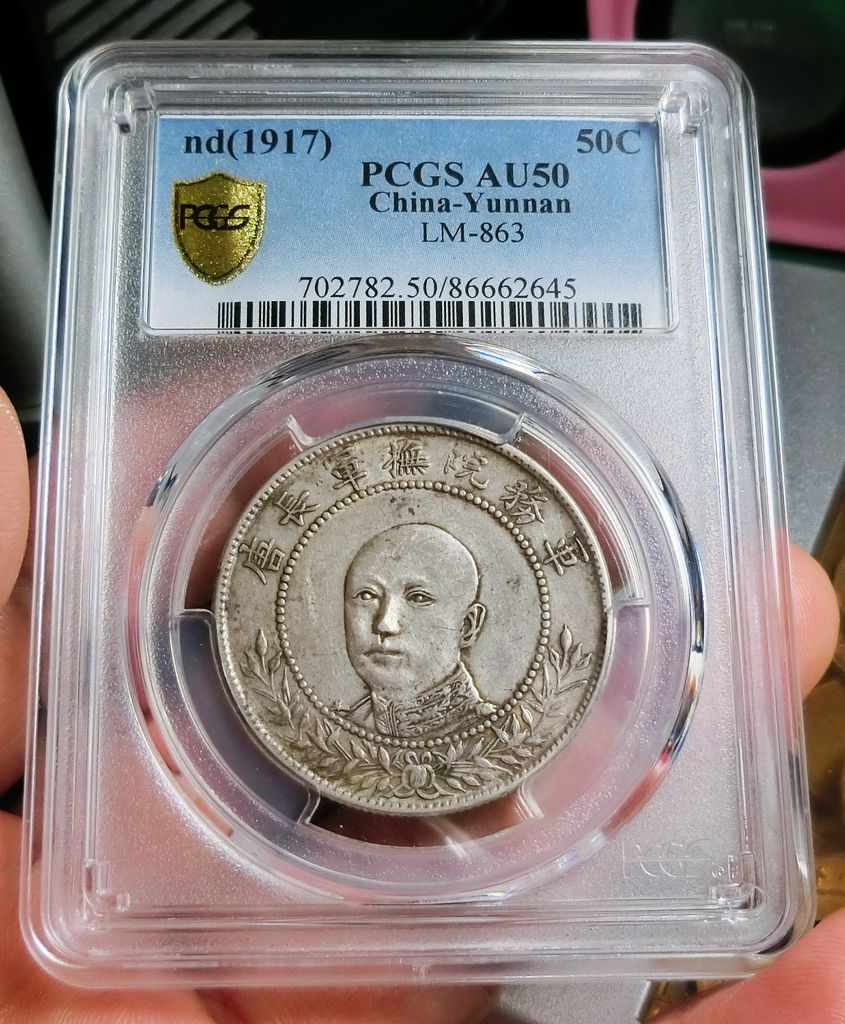 nd(1917) 50C
PCGS AU50
China-Yunnan
LM-863
PCGS
702782.50/86662645
軍務院撫軍長唐
PCGS